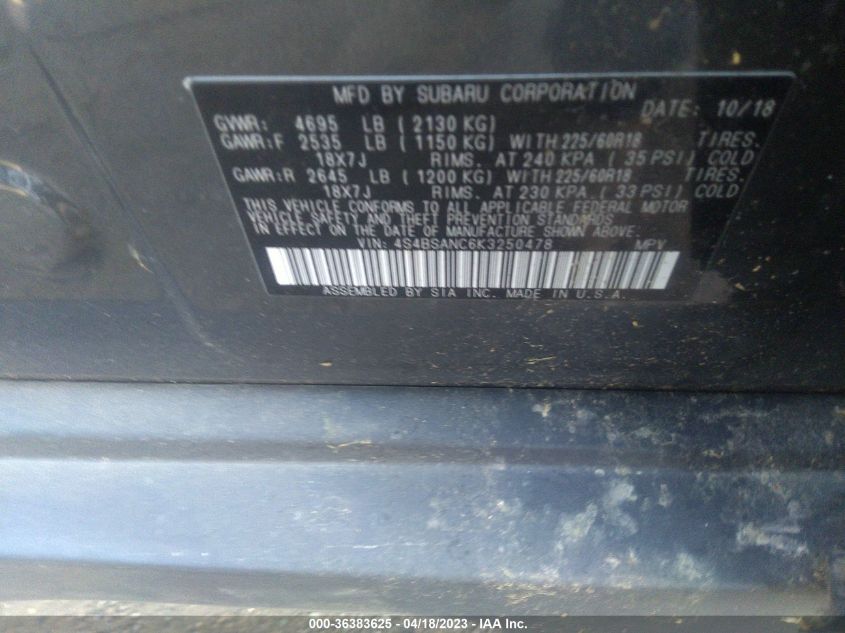 MFD BY SUBARU CORPORATION
DATE: 10/18
GVWR: 4695 LB ( 2130 KG)
GAWR:F 2535 LB ( 1150 KG) WITH 225/60R18 TIRES.
18X7J RIMS. AT 240 KPA ( 35 PSI) COLD
GAWR:R 2645 LB ( 1200 KG) WITH 225/60R18 TIRES.
18X7J RIMS. AT 230 KPA ( 33 PSI) COLD
THIS VEHICLE CONFORMS TO ALL APPLICABLE FEDERAL MOTOR
VEHICLE SAFETY AND THEFT PREVENTION STANDARDS
IN EFFECT ON THE DATE OF MANUFACTURE SHOWN ABOVE.
VIN: 4S4BSANC6K3250478 MPV
ASSEMBLED BY SIA INC. MADE IN U.S.A.
000-36383625 - 04/18/2023 - IAA Inc.